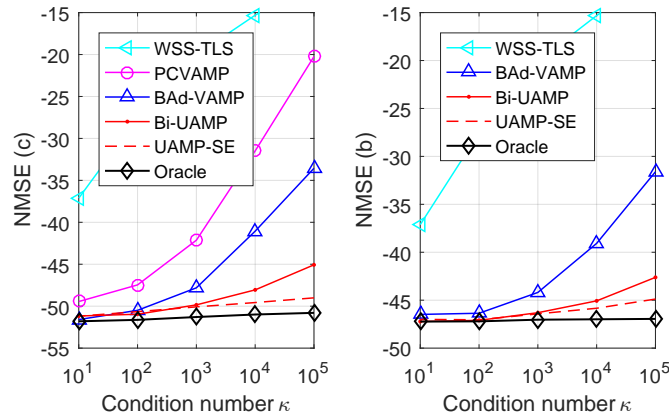 -15
-20
-25
-30
-35
-40
-45
-50
-55
NMSE (c)
WSS-TLS
PCVAMP
BAd-VAMP
Bi-UAMP
UAMP-SE
Oracle
10^1 10^2 10^3 10^4 10^5
Condition number κ
-15
-20
-25
-30
-35
-40
-45
-50
NMSE (b)
WSS-TLS
BAd-VAMP
Bi-UAMP
UAMP-SE
Oracle
10^1 10^2 10^3 10^4 10^5
Condition number κ